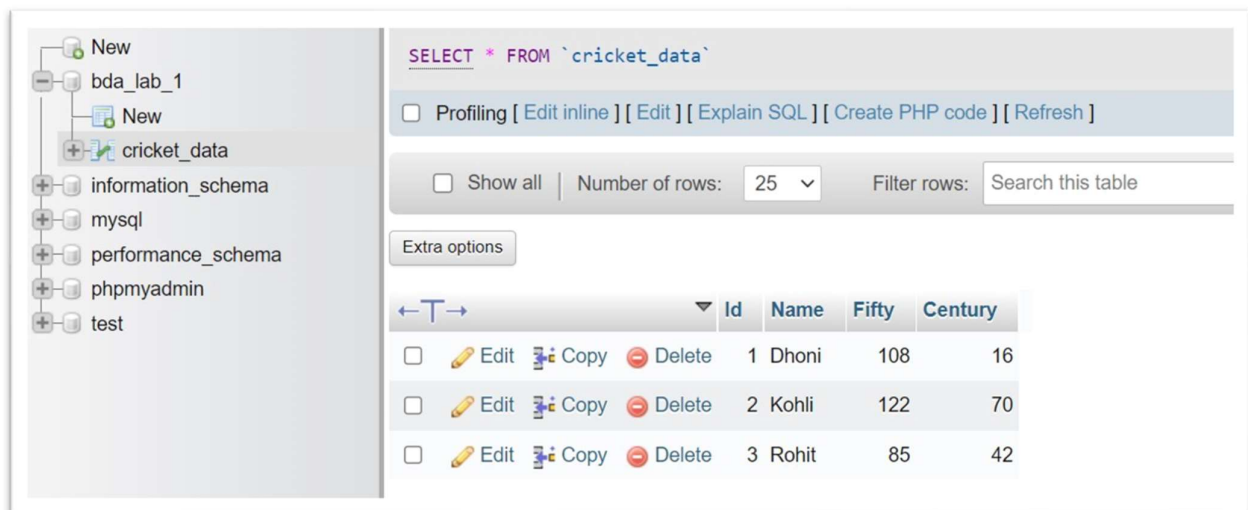 New
bda_lab_1
New
cricket_data
information_schema
mysql
performance_schema
phpmyadmin
test
SELECT * FROM `cricket_data`
Profiling [ Edit inline ] [ Edit ] [ Explain SQL ] [ Create PHP code ] [ Refresh ]
Show all | Number of rows: 25 Filter rows: Search this table
Extra options
←T→ Id Name Fifty Century
Edit Copy Delete 1 Dhoni 108 16
Edit Copy Delete 2 Kohli 122 70
Edit Copy Delete 3 Rohit 85 42